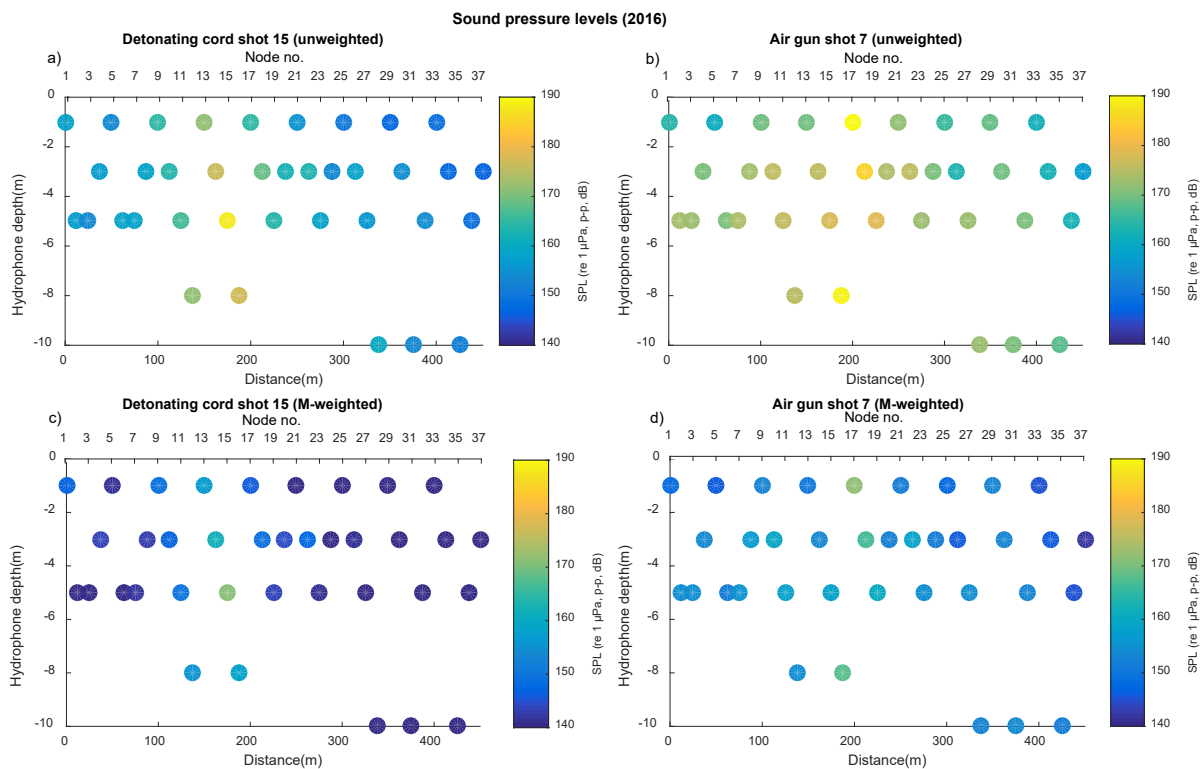 Sound pressure levels (2016)
Detonating cord shot 15 (unweighted)
a)
Node no.
1 3 5 7 9 11 13 15 17 19 21 23 25 27 29 31 33 35 37
0
-2
-4
-6
-8
-10
Hydrophone depth(m)
0 100 200 300 400
Distance(m)
190
180
170
160
150
140
SPL (re 1 µPa, p-p, dB)
Air gun shot 7 (unweighted)
b)
Node no.
1 3 5 7 9 11 13 15 17 19 21 23 25 27 29 31 33 35 37
0
-2
-4
-6
-8
-10
Hydrophone depth(m)
100 200 300 400
Distance(m)
190
180
170
160
150
140
SPL (re 1 µPa, p-p, dB)
Detonating cord shot 15 (M-weighted)
c)
Node no.
1 3 5 7 9 11 13 15 17 19 21 23 25 27 29 31 33 35 37
0
-2
-4
-6
-8
-10
Hydrophone depth(m)
0 100 200 300 400
Distance(m)
190
180
170
160
150
140
SPL (re 1 µPa, p-p, dB)
Air gun shot 7 (M-weighted)
d)
Node no.
1 3 5 7 9 11 13 15 17 19 21 23 25 27 29 31 33 35 37
0
-2
-4
-6
-8
-10
Hydrophone depth(m)
0 100 200 300 400
Distance(m)
190
180
170
160
150
140
SPL (re 1 µPa, p-p, dB)